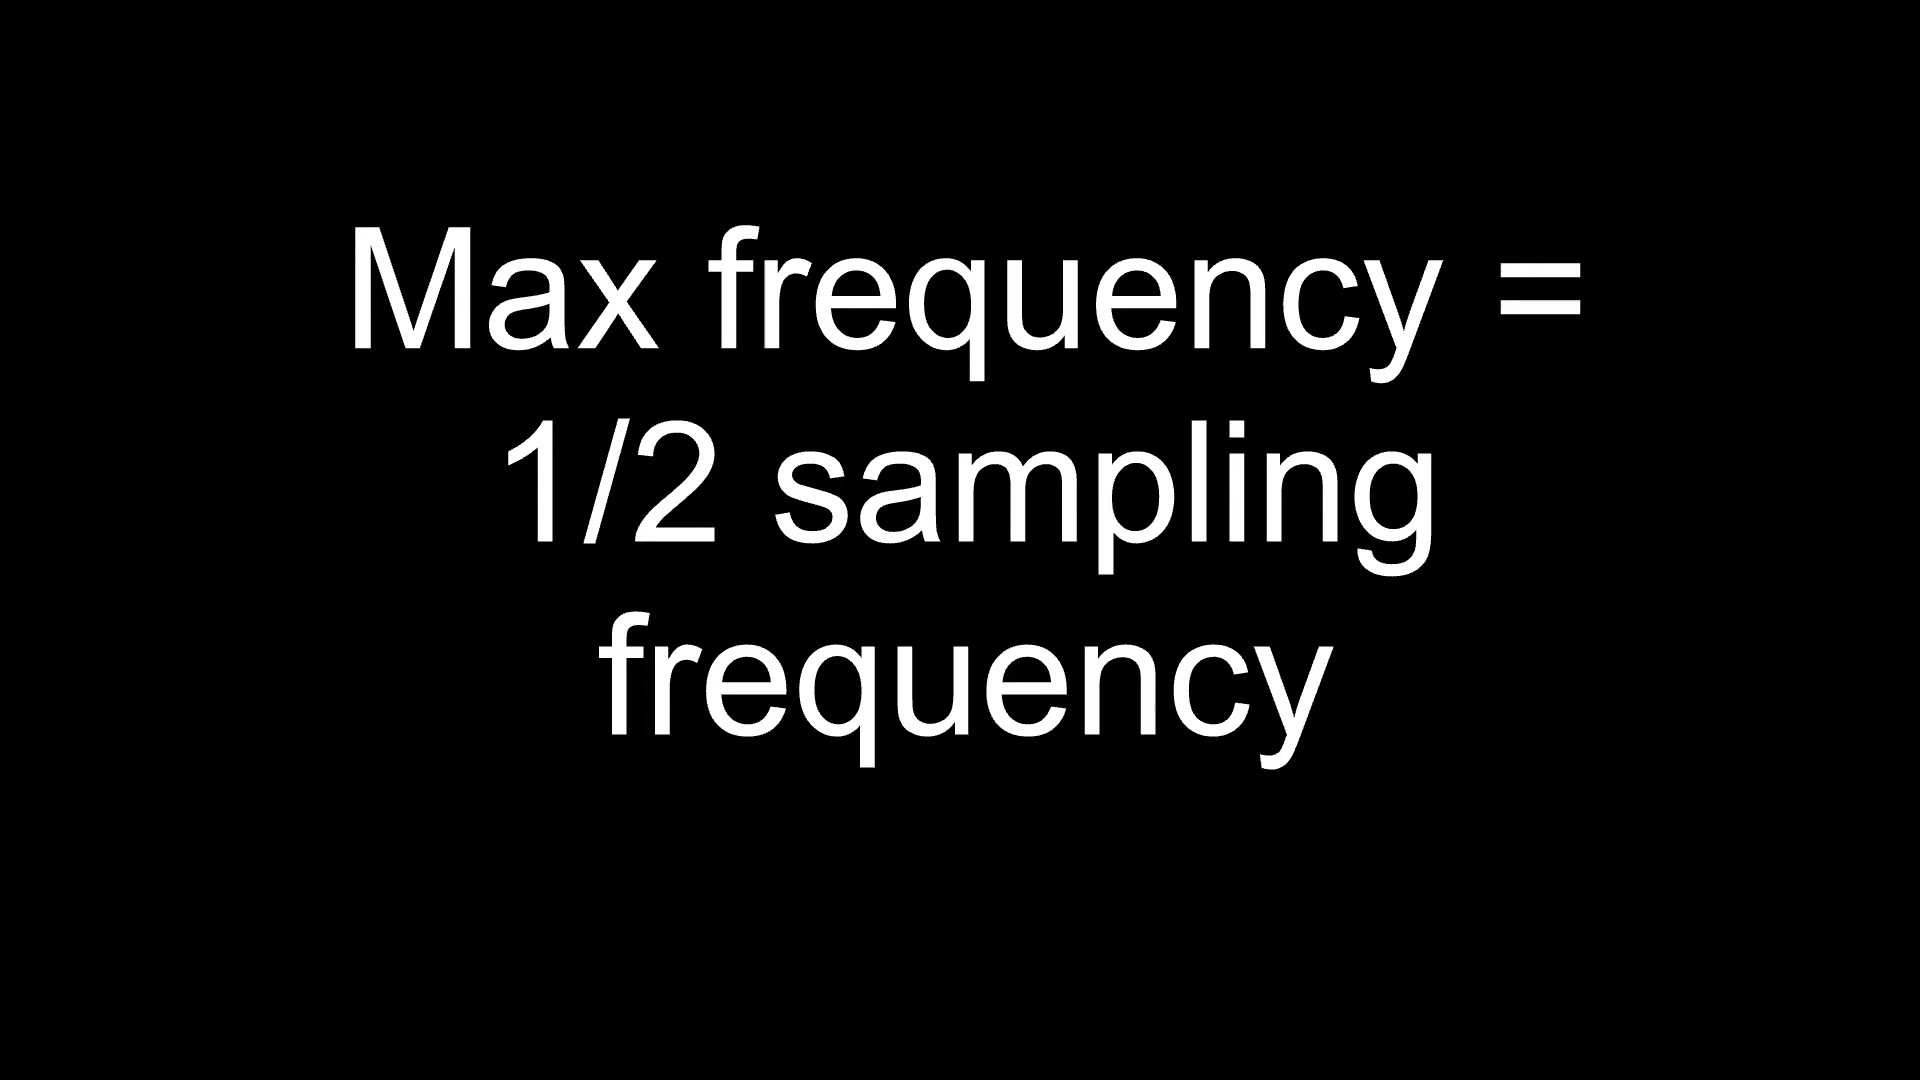 Max frequency =
1/2 sampling
frequency